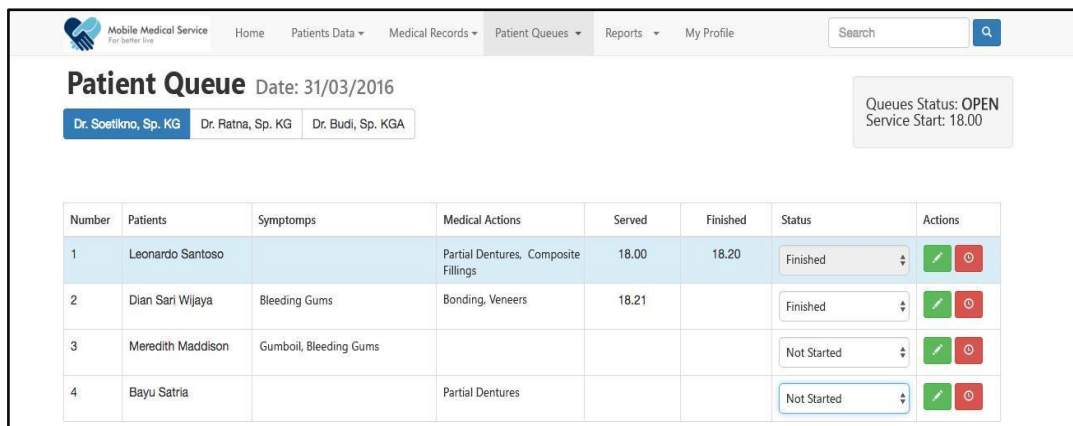 Mobile Medical Service
For better live
Home Patients Data Medical Records Patient Queues Reports My Profile Search
Patient Queue Date: 31/03/2016
Queues Status: OPEN
Service Start: 18.00
Dr. Soetikno, Sp. KG Dr. Ratna, Sp. KG Dr. Budi, Sp. KGA
Number Patients Symptomps Medical Actions Served Finished Status Actions
1 Leonardo Santoso Partial Dentures, Composite 18.00 18.20 Finished
Fillings
2 Dian Sari Wijaya Bleeding Gums Bonding, Veneers 18.21 Finished
3 Meredith Maddison Gumboil, Bleeding Gums Not Started
4 Bayu Satria Partial Dentures Not Started